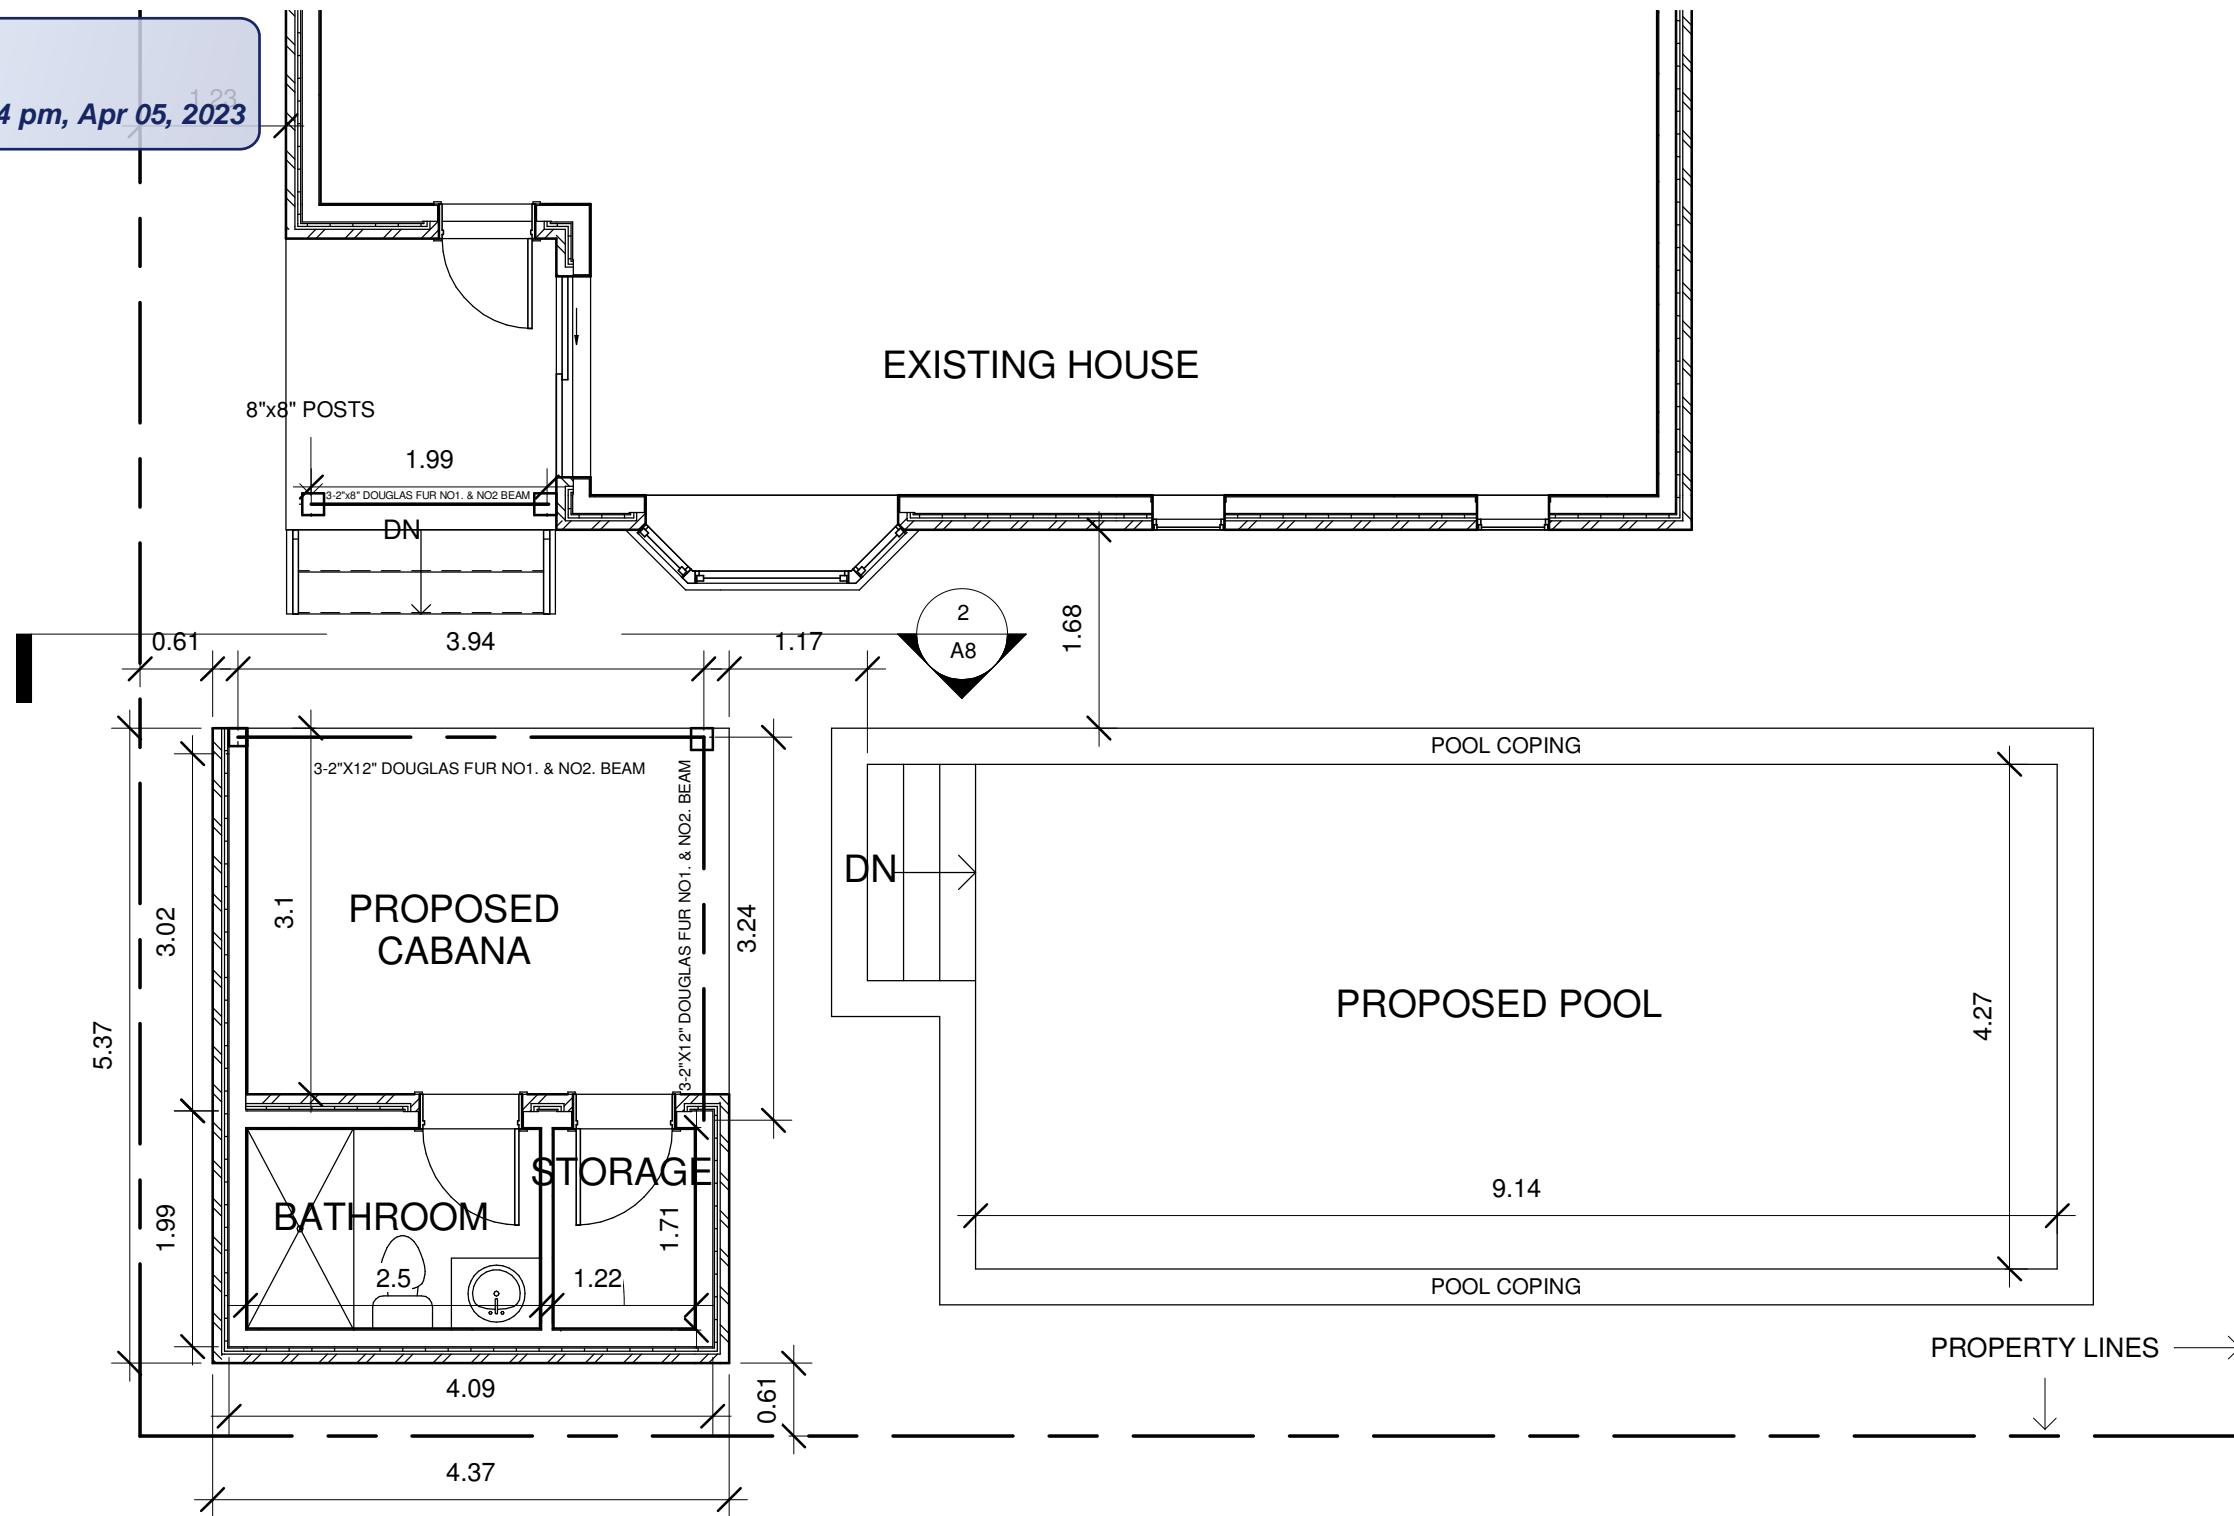 1.23
4 pm, Apr 05, 2023
EXISTING HOUSE
8"x8" POSTS
1.99
3-2"x8" DOUGLAS FUR NO1. & NO2 BEAM
DN
2
A8
1.68
0.61
3.94
1.17
POOL COPING
3-2"X12" DOUGLAS FUR NO1. & NO2. BEAM
3-2"X12" DOUGLAS FUR NO1. & NO2. BEAM
DN
PROPOSED
CABANA
3.1
3.02
3.24
5.37
PROPOSED POOL
4.27
STORAGE
BATHROOM
1.99
1.71
9.14
2.5
1.22
POOL COPING
PROPERTY LINES
4.09
0.61
4.37